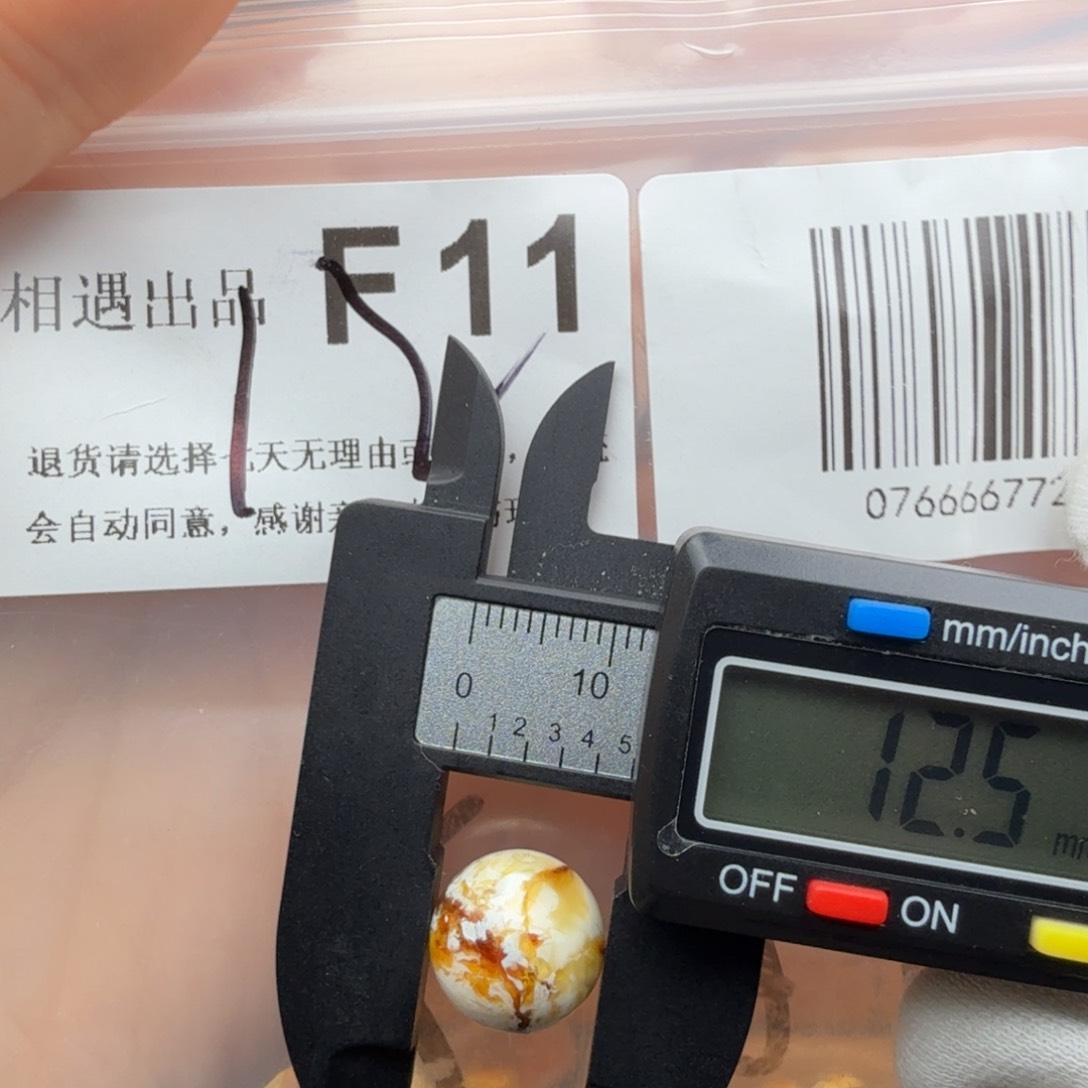 相遇出品 F11
退货请选择七天无理由
会自动同意，感谢
076666772
mm/inch
0 10
1 2 3 4 5
12.5
OFF ON